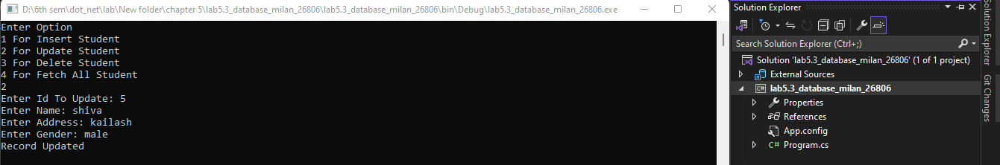 D:\6th sem\dot_net\lab\New folder\chapter 5\lab5.3_database_milan_26806\lab5.3_database_milan_26806\bin\Debug\lab5.3_database_milan_26806.exe
Enter Option
1 For Insert Student
2 For Update Student
3 For Delete Student
4 For Fetch All Student
2
Enter Id To Update: 5
Enter Name: shiva
Enter Address: kailash
Enter Gender: male
Record Updated
Solution Explorer
Search Solution Explorer (Ctrl+;)
Solution 'lab5.3_database_milan_26806' (1 of 1 project)
External Sources
C# lab5.3_database_milan_26806
Properties
References
App.config
C# Program.cs
Solution Explorer
Git Changes